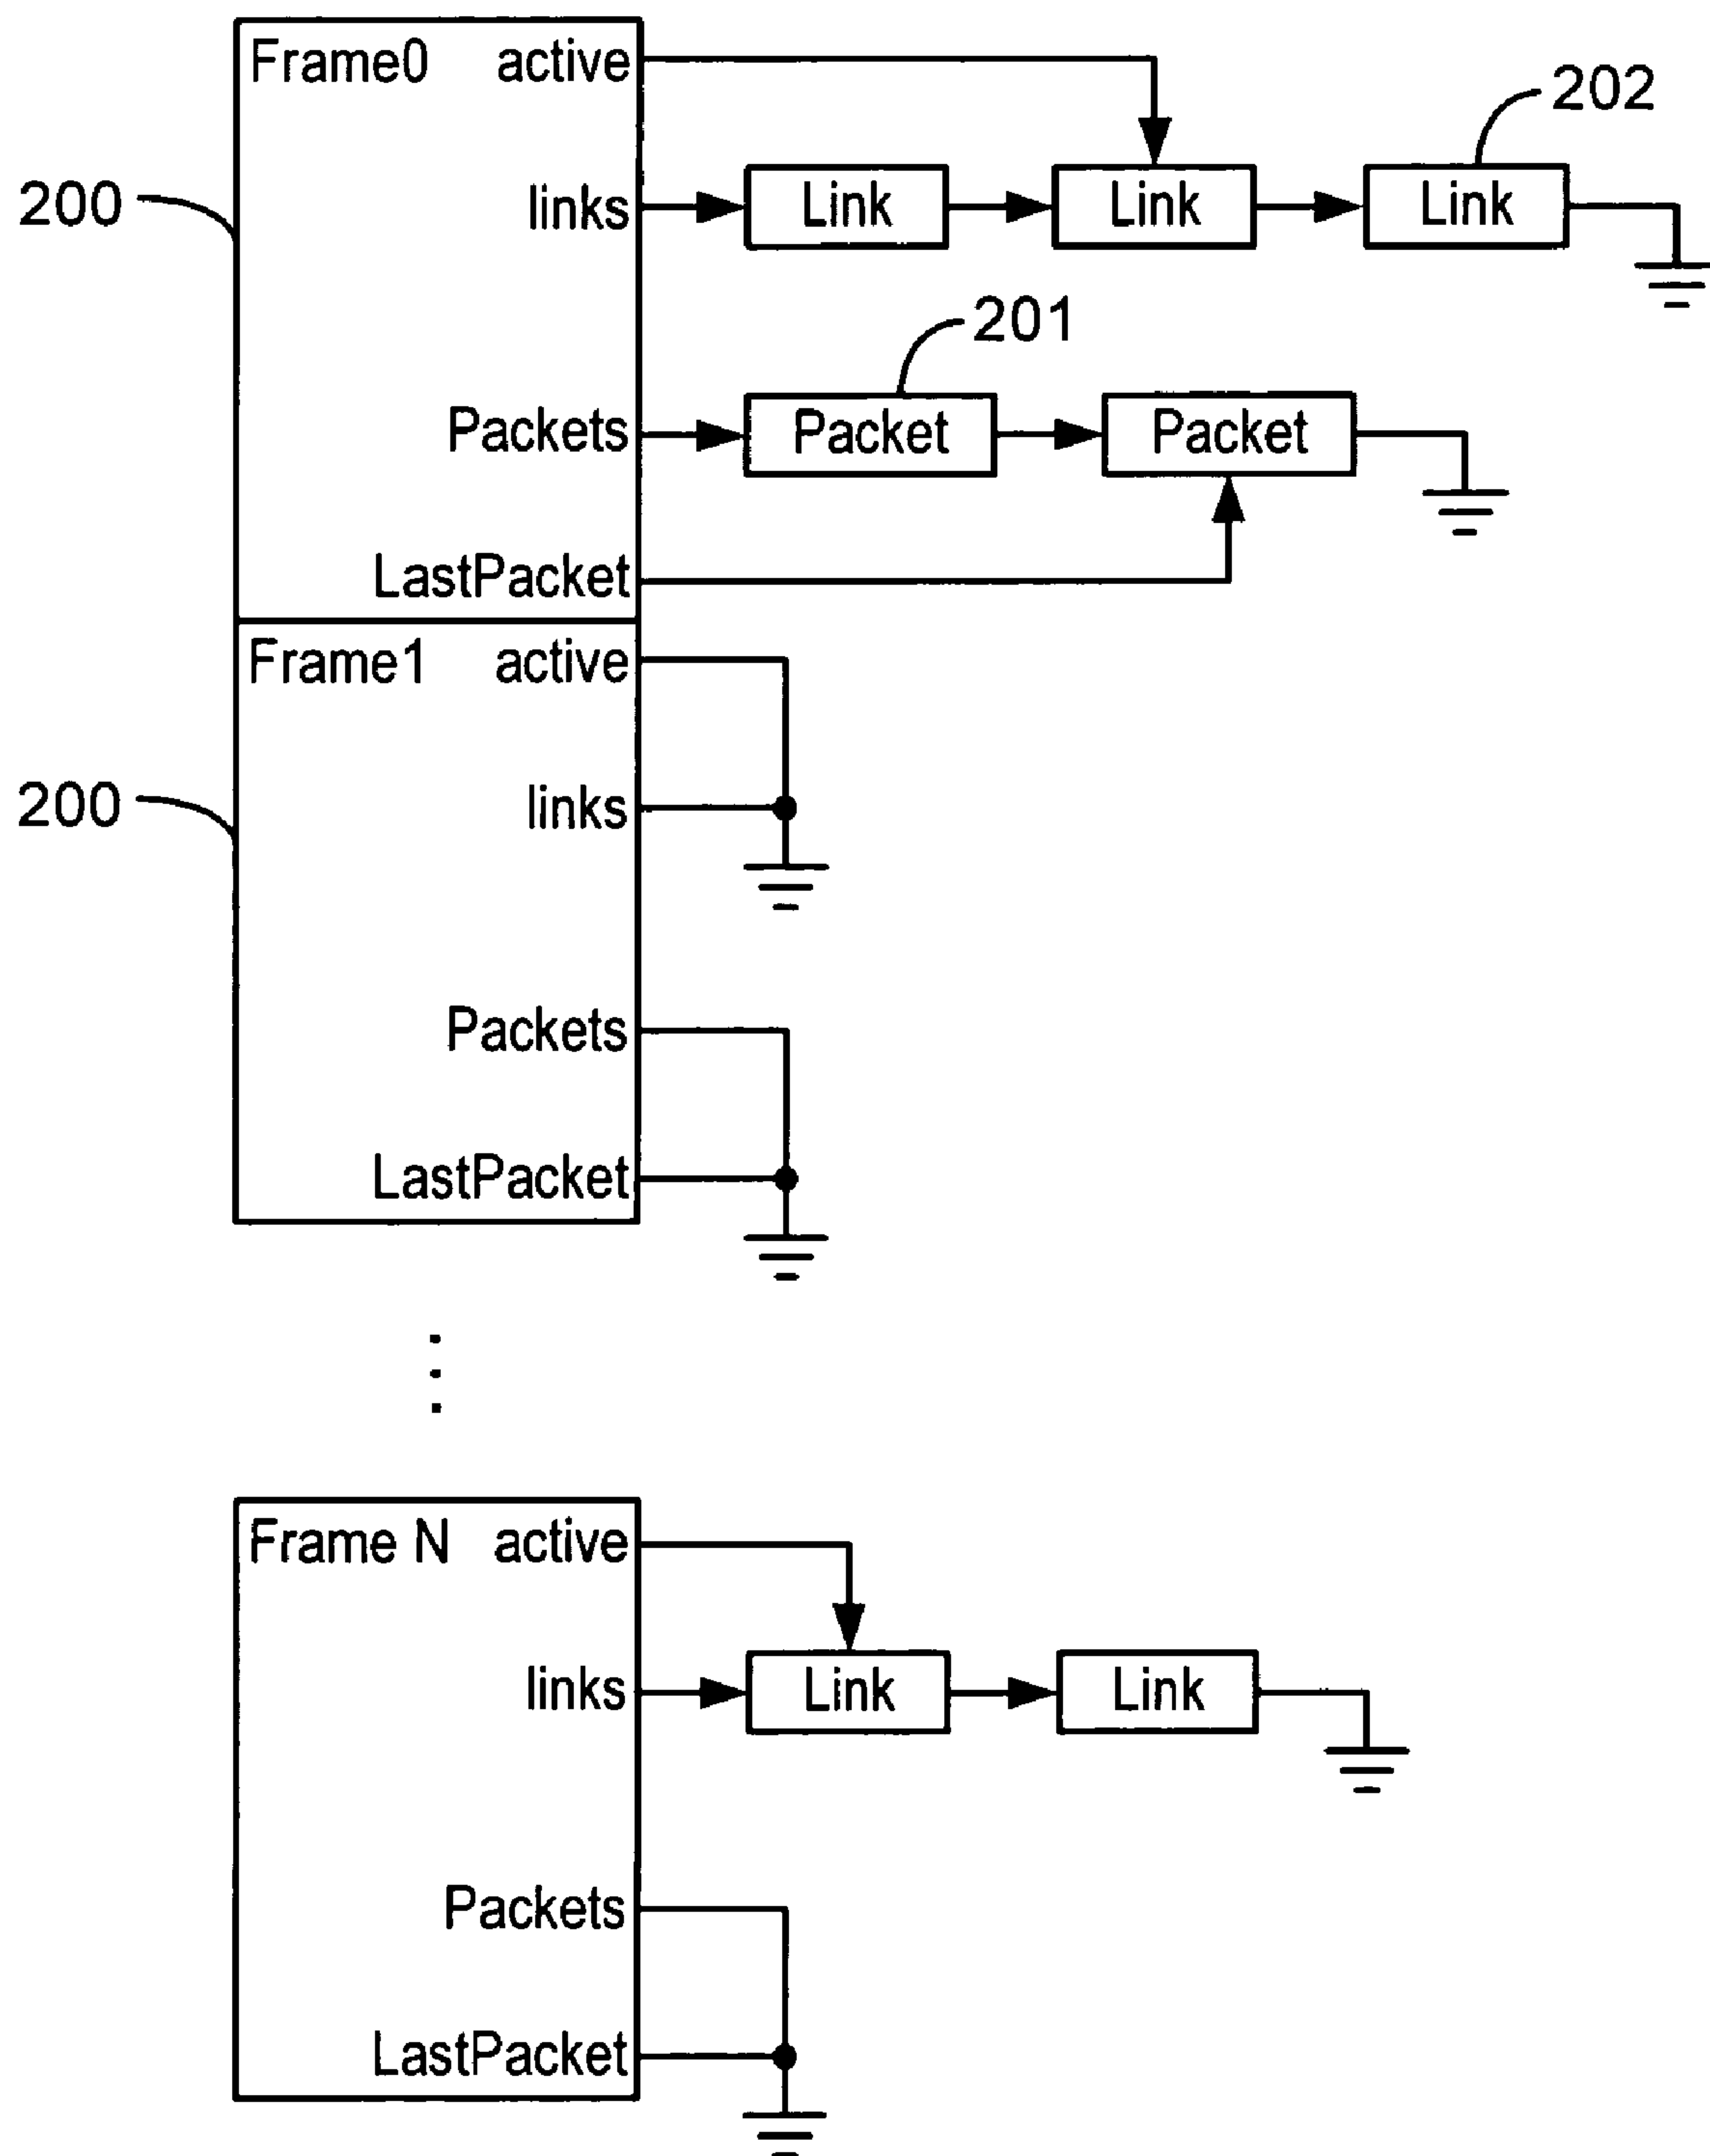 Frame0 active
202
200
links
Link
Link
Link
201
Packets
Packet
Packet
LastPacket
Frame1 active
200
links
Packets
LastPacket
Frame N active
links
Link
Link
Packets
LastPacket